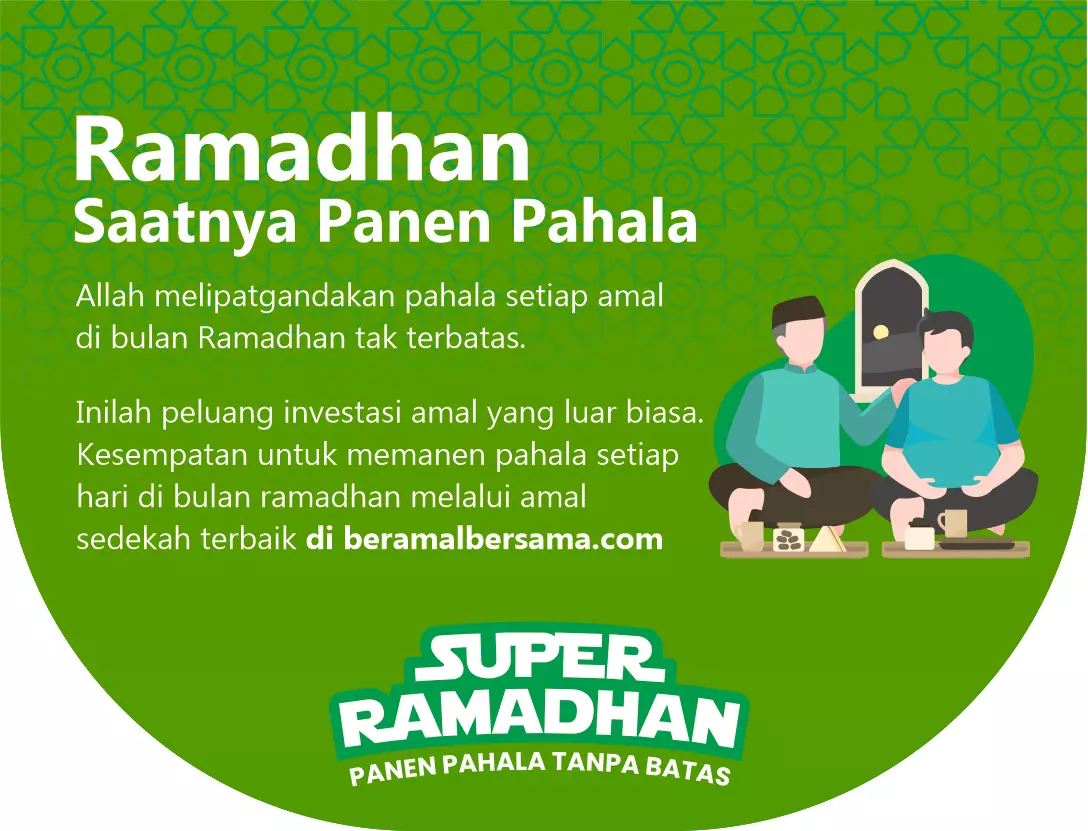 Ramadhan
Saatnya Panen Pahala
Allah melipatgandakan pahala setiap amal
di bulan Ramadhan tak terbatas.
Inilah peluang investasi amal yang luar biasa.
Kesempatan untuk memanen pahala setiap
hari di bulan ramadhan melalui amal
sedekah terbaik di beramalbersama.com
SUPER
RAMADHAN
PANEN PAHALA TANPA BATAS